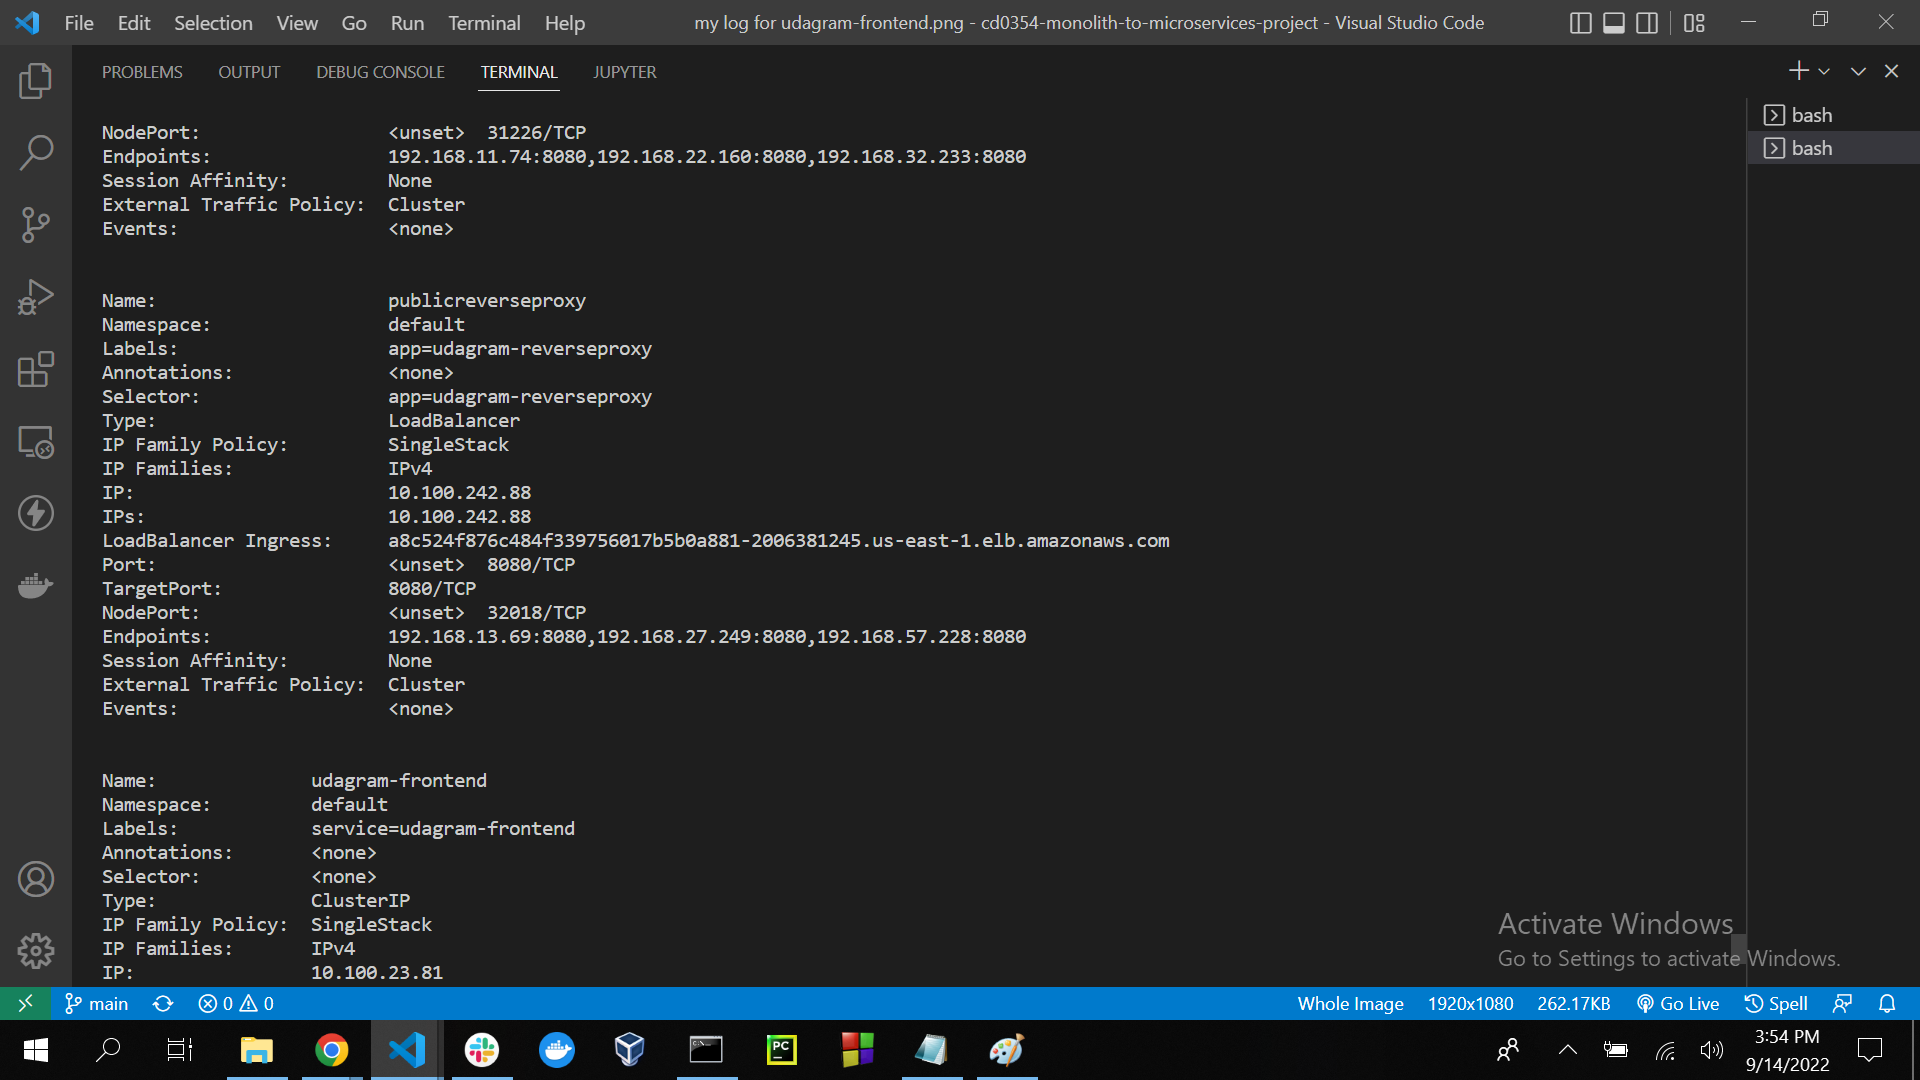 File Edit Selection View Go Run Terminal Help my log for udagram-frontend.png - cd0354-monolith-to-microservices-project - Visual Studio Code
PROBLEMS OUTPUT DEBUG CONSOLE TERMINAL JUPYTER
bash
bash
NodePort: <unset> 31226/TCP
Endpoints: 192.168.11.74:8080,192.168.22.160:8080,192.168.32.233:8080
Session Affinity: None
External Traffic Policy: Cluster
Events: <none>
Name: publicreverseproxy
Namespace: default
Labels: app=udagram-reverseproxy
Annotations: <none>
Selector: app=udagram-reverseproxy
Type: LoadBalancer
IP Family Policy: SingleStack
IP Families: IPv4
IP: 10.100.242.88
IPs: 10.100.242.88
LoadBalancer Ingress: a8c524f876c484f339756017b5b0a881-2006381245.us-east-1.elb.amazonaws.com
Port: <unset> 8080/TCP
TargetPort: 8080/TCP
NodePort: <unset> 32018/TCP
Endpoints: 192.168.13.69:8080,192.168.27.249:8080,192.168.57.228:8080
Session Affinity: None
External Traffic Policy: Cluster
Events: <none>
Name: udagram-frontend
Namespace: default
Labels: service=udagram-frontend
Annotations: <none>
Selector: <none>
Type: ClusterIP
IP Family Policy: SingleStack
IP Families: IPv4
IP: 10.100.23.81
Activate Windows
Go to Settings to activate Windows.
main 0 0 Whole Image 1920x1080 262.17KB Go Live Spell
PC
3:54 PM
9/14/2022